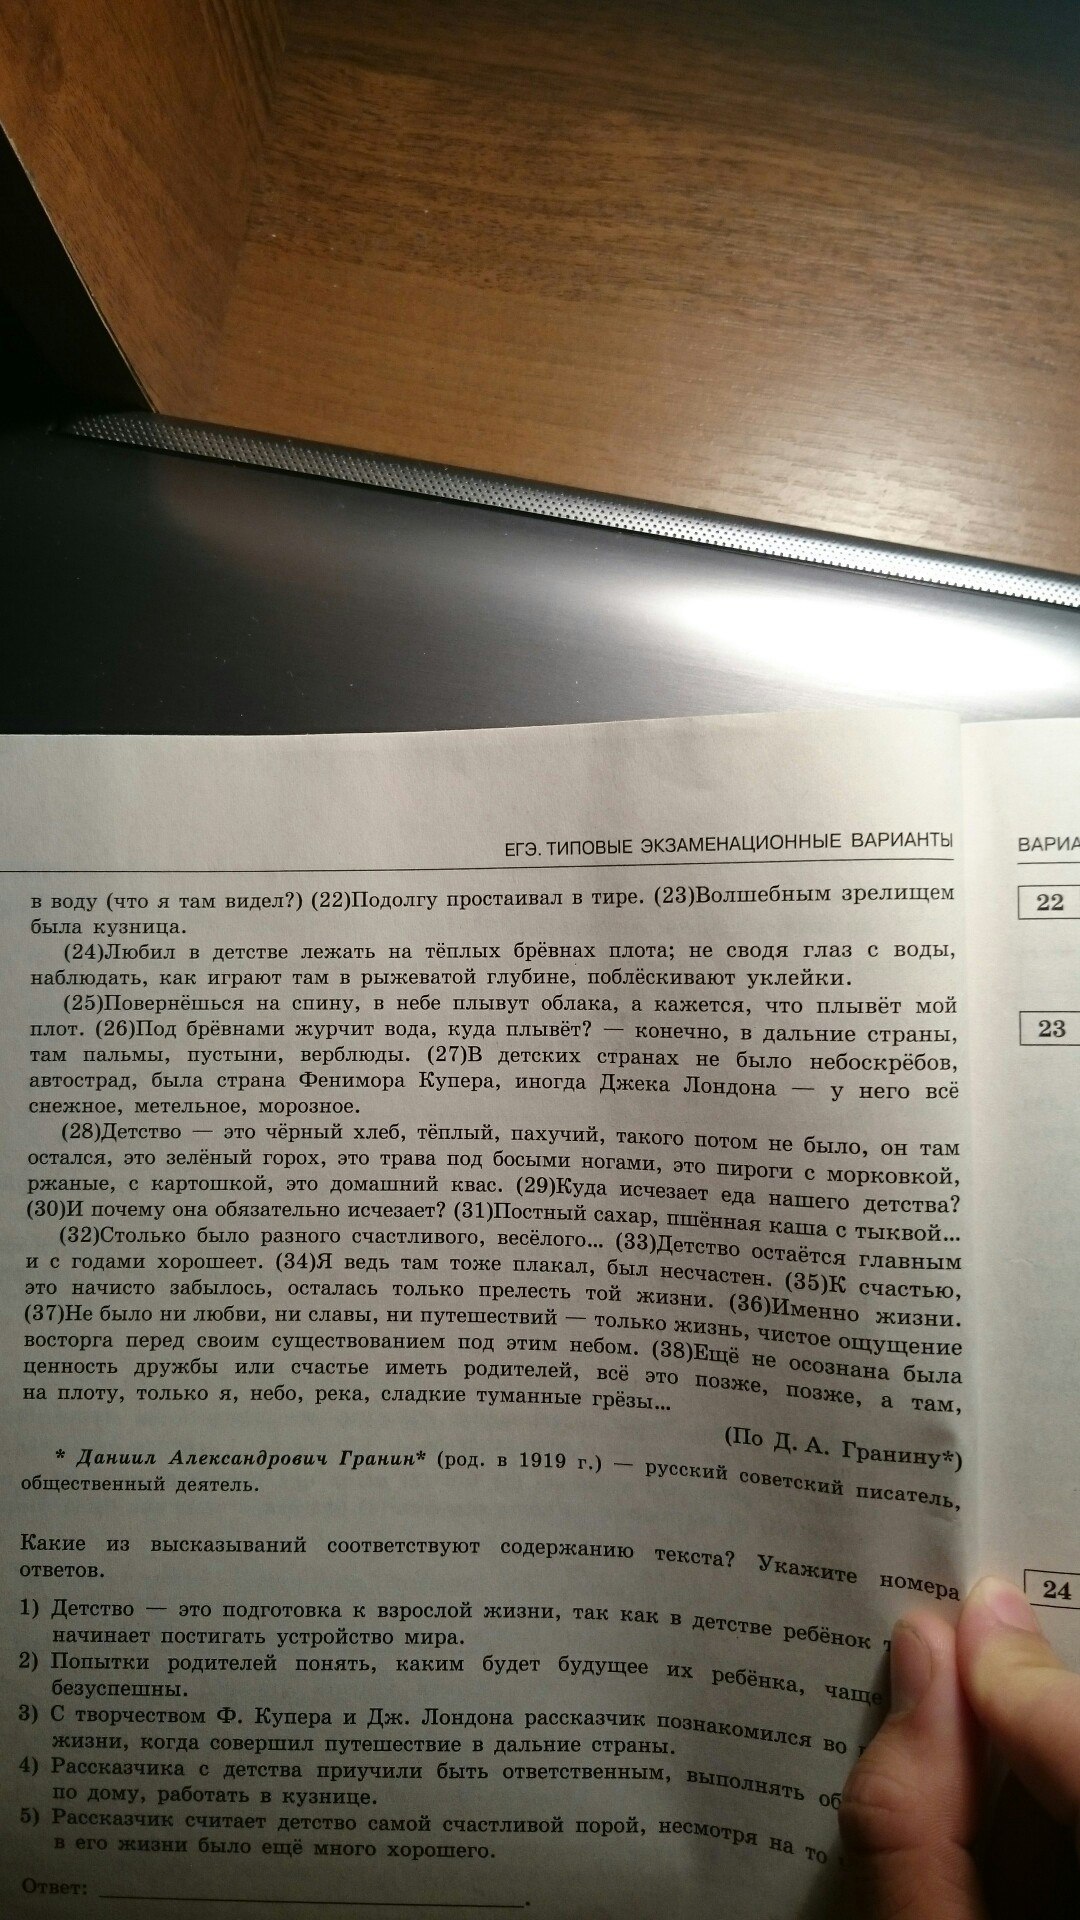 ЕГЭ. ТИПОВЫЕ ЭКЗАМЕНАЦИОННЫЕ ВАРИАНТЫ
в воду (что я там видел?) (22)Подолгу простаивал в тире. (23)Волшебным зрелищем
была кузница.
(24)Любил в детстве лежать на тёплых брёвнах плота; не сводя глаз с воды,
наблюдать, как играют там в рыжеватой глубине, поблёскивают уклейки.
(25)Повернёшься на спину, в небе плывут облака, а кажется, что плывёт мой
плот. (26)Под брёвнами журчит вода, куда плывёт? — конечно, в дальние страны,
там пальмы, пустыни, верблюды. (27)В детских странах не было небоскрёбов,
автострад, была страна Фенимора Купера, иногда Джека Лондона — у него всё
снежное, метельное, морозное.
(28)Детство — это чёрный хлеб, тёплый, пахучий, такого потом не было, он там
остался, это зелёный горох, это трава под босыми ногами, это пироги с морковкой,
ржаные, с картошкой, это домашний квас. (29)Куда исчезает еда нашего детства?
(30)И почему она обязательно исчезает? (31)Постный сахар, пшённая каша с тыквой...
(32)Столько было разного счастливого, весёлого... (33)Детство остаётся главным
и с годами хорошеет. (34)Я ведь там тоже плакал, был несчастен. (35)К счастью,
это начисто забылось, осталась только прелесть той жизни. (36)Именно жизни.
(37)Не было ни любви, ни славы, ни путешествий — только жизнь, чистое ощущение
восторга перед своим существованием под этим небом. (38)Ещё не осознана была
ценность дружбы или счастье иметь родителей, всё это позже, позже, а там,
на плоту, только я, небо, река, сладкие туманные грёзы...
(По Д. А. Гранину*)
* Даниил Александрович Гранин* (род. в 1919 г.) — русский советский писатель,
общественный деятель.
Какие из высказываний соответствуют содержанию текста? Укажите номера
ответов.
1) Детство — это подготовка к взрослой жизни, так как в детстве ребёнок
начинает постигать устройство мира.
2) Попытки родителей понять, каким будет будущее их ребёнка,
безуспешны.
3) С творчеством Ф. Купера и Дж. Лондона рассказчик познакомился во
жизни, когда совершил путешествие в дальние страны.
4) Рассказчика с детства приучили быть ответственным, выполнять
по дому, работать в кузнице.
5) Рассказчик считает детство самой счастливой порой, несмотря на то
в его жизни было ещё много хорошего.
Ответ:
ВАРИА
22
23
24